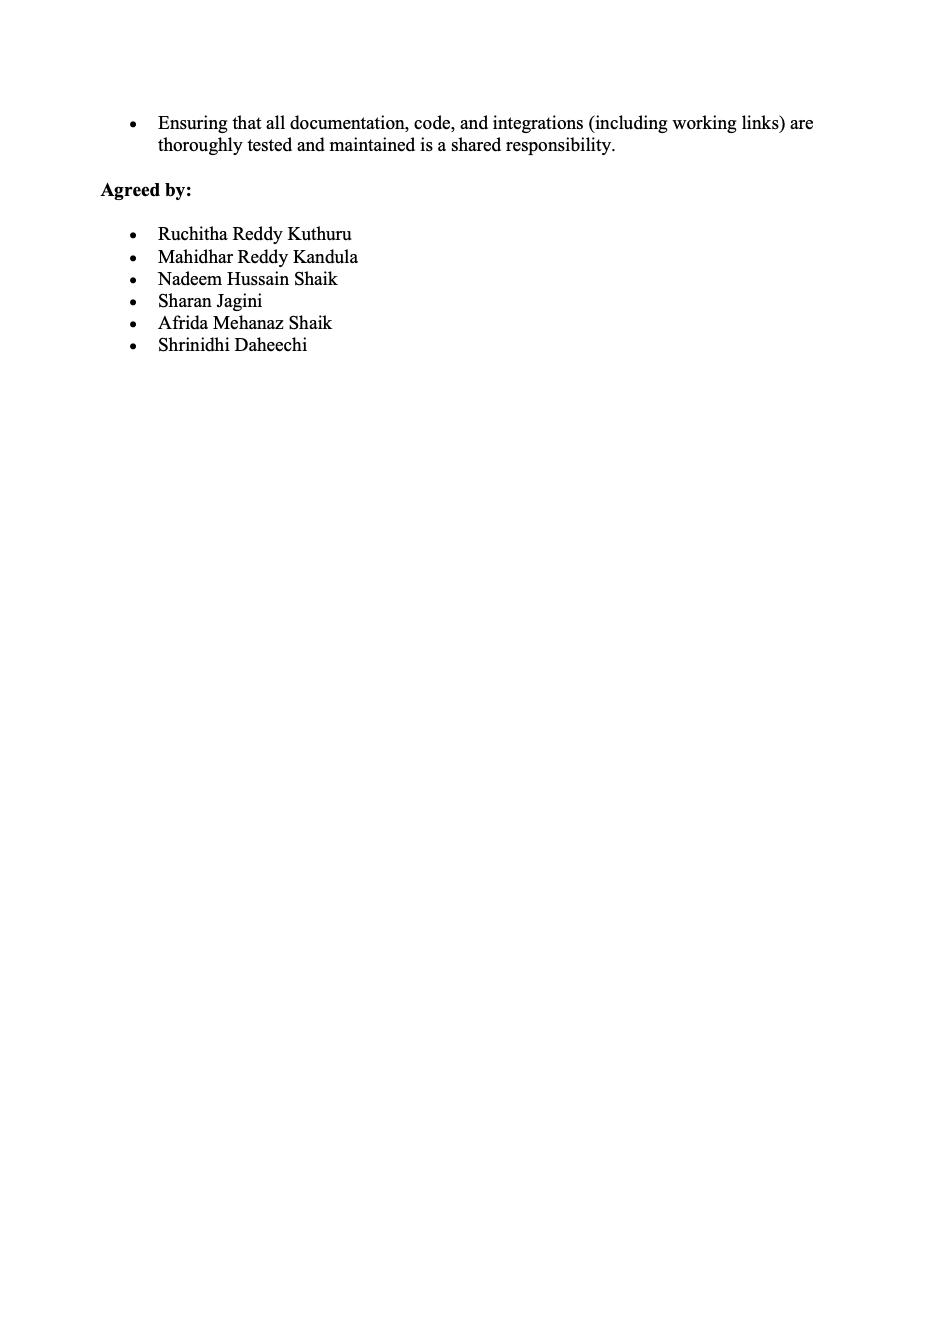 • Ensuring that all documentation, code, and integrations (including working links) are
thoroughly tested and maintained is a shared responsibility.
Agreed by:
• Ruchitha Reddy Kuthuru
• Mahidhar Reddy Kandula
• Nadeem Hussain Shaik
• Sharan Jagini
• Afrida Mehanaz Shaik
• Shrinidhi Daheechi